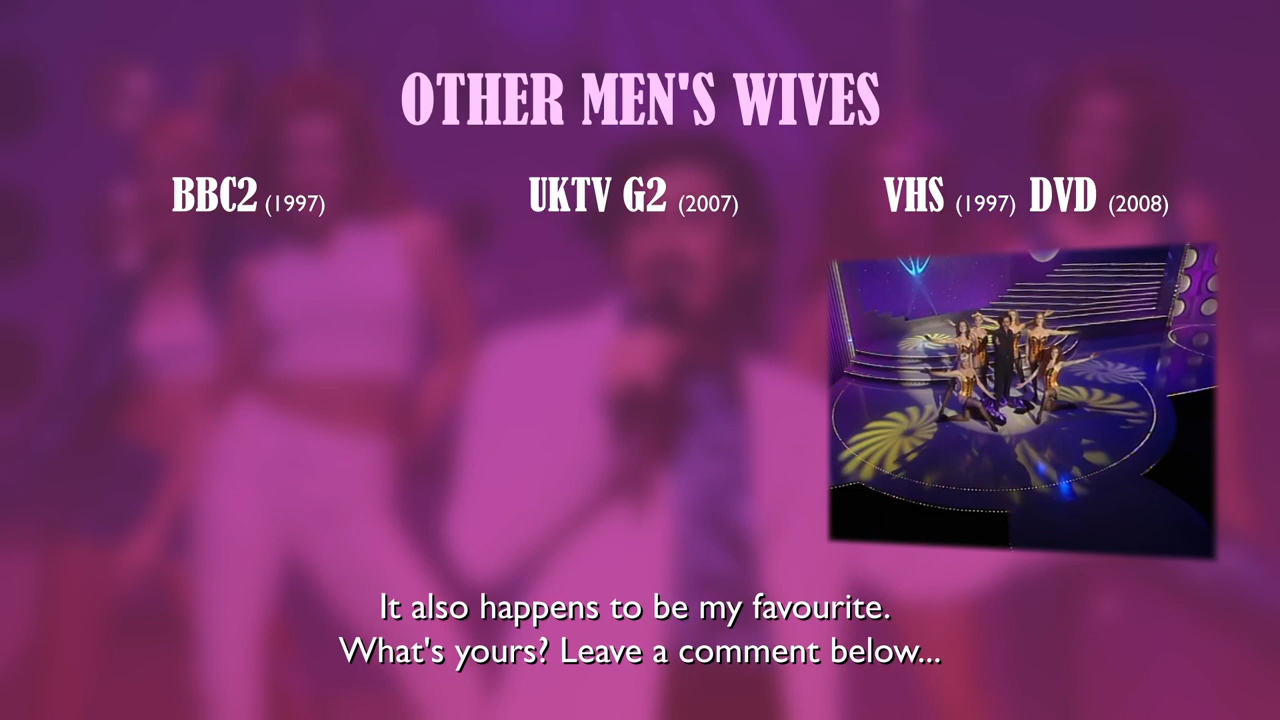 OTHER MEN'S WIVES
BBC2 (1997) UKTV G2 (2007) VHS (1997) DVD (2008)
It also happens to be my favourite.
What's yours? Leave a comment below...